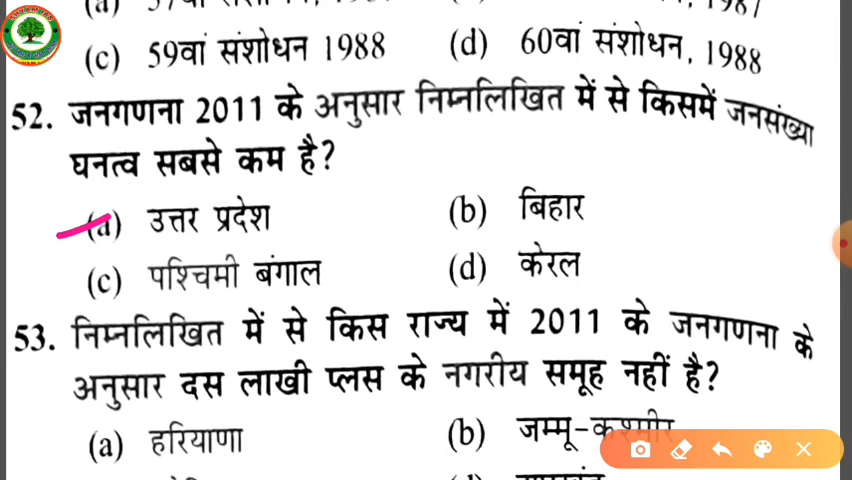 (c) 59वां संशोधन 1988 (d) 60वां संशोधन, 1988
52. जनगणना 2011 के अनुसार निम्नलिखित में से किसमें जनसंख्या
घनत्व सबसे कम है?
(a) उत्तर प्रदेश (b) बिहार
(c) पश्चिमी बंगाल (d) केरल
53. निम्नलिखित में से किस राज्य में 2011 के जनगणना के
अनुसार दस लाखी प्लस के नगरीय समूह नहीं है?
(a) हरियाणा (b) जम्मू-कश्मीर